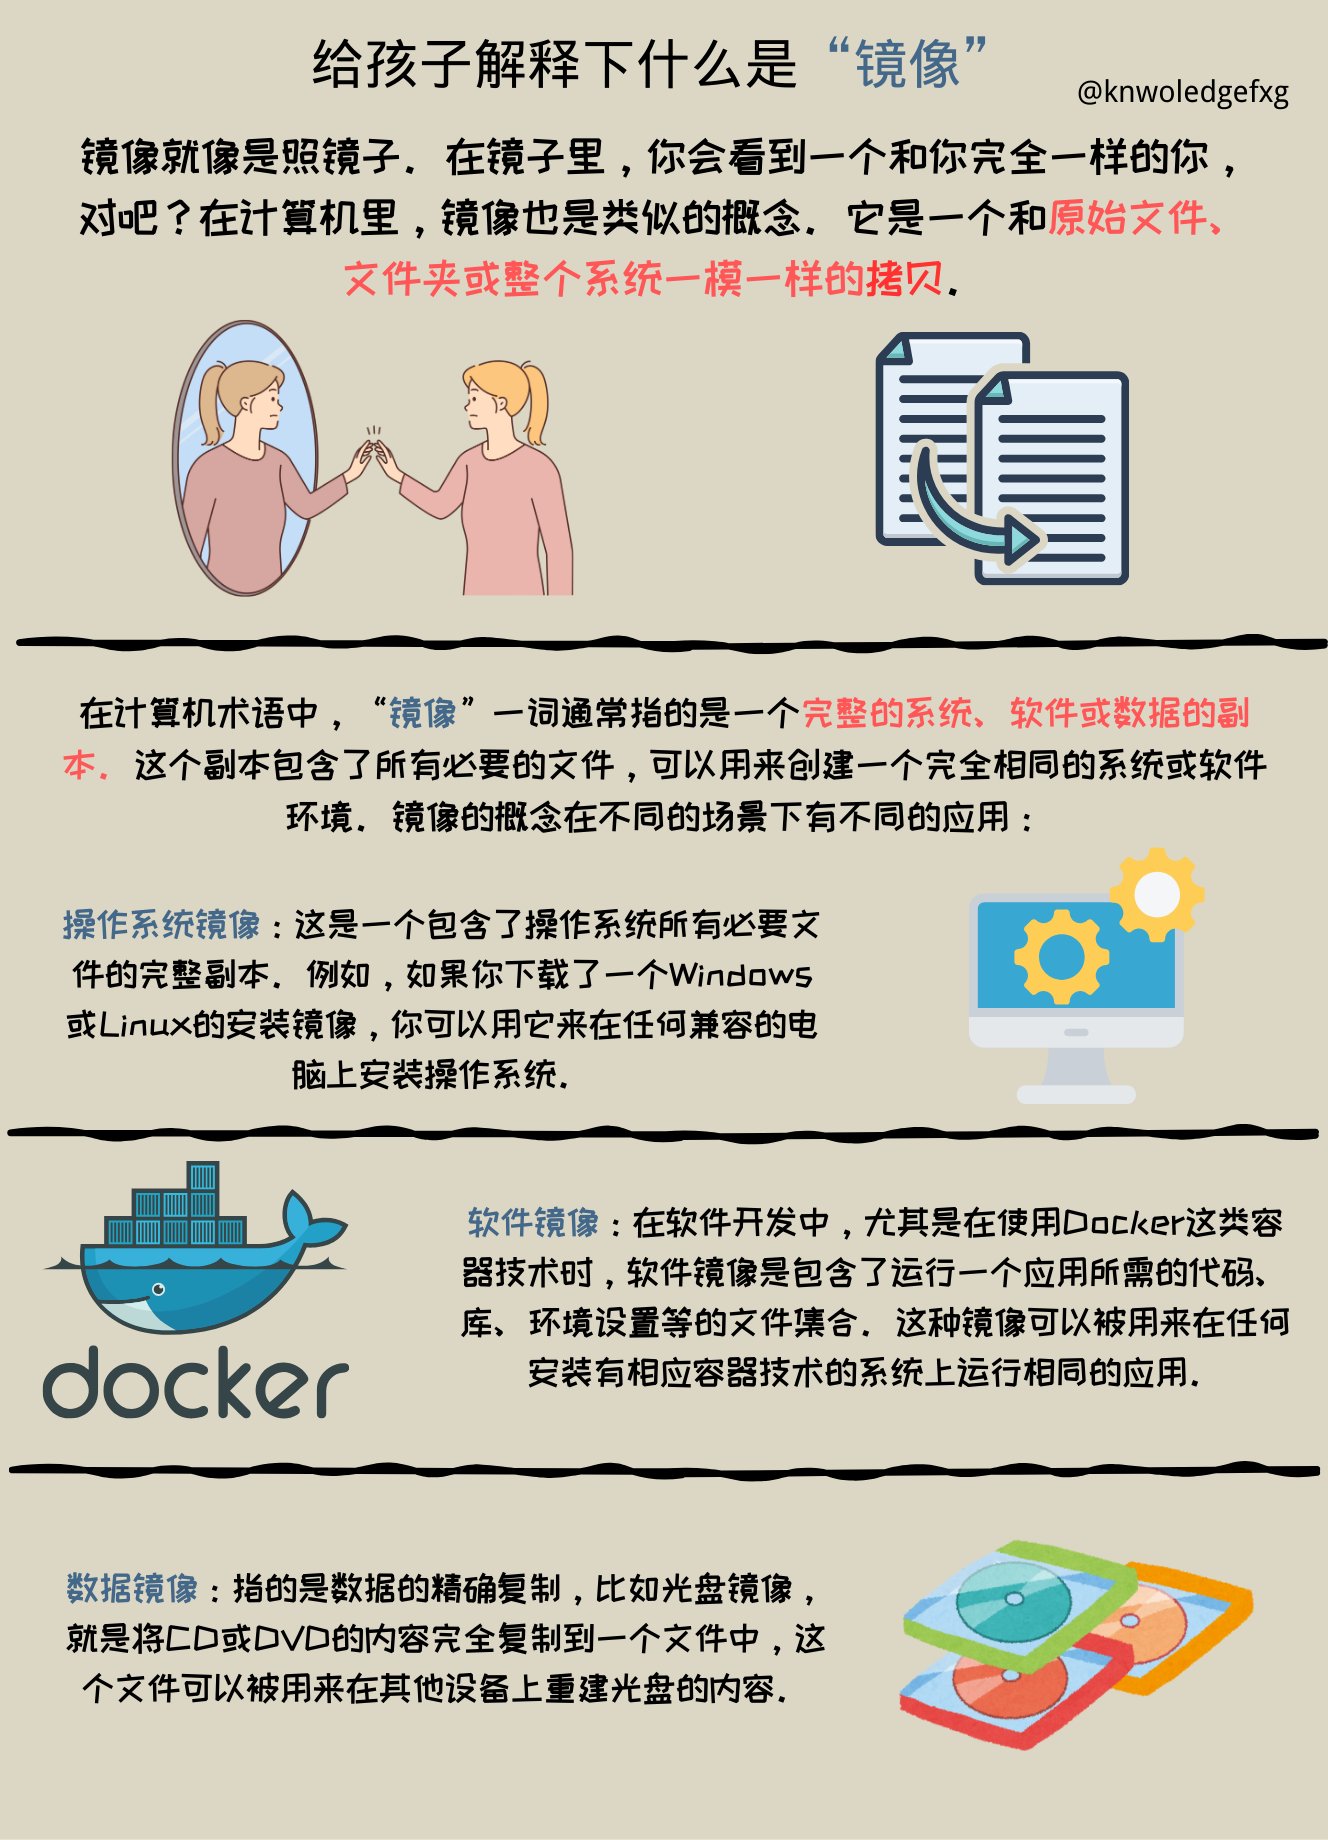 给孩子解释下什么是“镜像”
@knwoledgefxg
镜像就像是照镜子．在镜子里，你会看到一个和你完全一样的你，
对吧？在计算机里，镜像也是类似的概念．它是一个和原始文件、
文件夹或整个系统一模一样的拷贝．
在计算机术语中，“镜像”一词通常指的是一个完整的系统、软件或数据的副
本．这个副本包含了所有必要的文件，可以用来创建一个完全相同的系统或软件
环境．镜像的概念在不同的场景下有不同的应用：
操作系统镜像：这是一个包含了操作系统所有必要文
件的完整副本．例如，如果你下载了一个Windows
或Linux的安装镜像，你可以用它来在任何兼容的电
脑上安装操作系统．
docker
软件镜像：在软件开发中，尤其是在使用Docker这类容
器技术时，软件镜像是包含了运行一个应用所需的代码、
库、环境设置等的文件集合．这种镜像可以被用来在任何
安装有相应容器技术的系统上运行相同的应用．
数据镜像：指的是数据的精确复制，比如光盘镜像，
就是将CD或DVD的内容完全复制到一个文件中，这
个文件可以被用来在其他设备上重建光盘的内容．